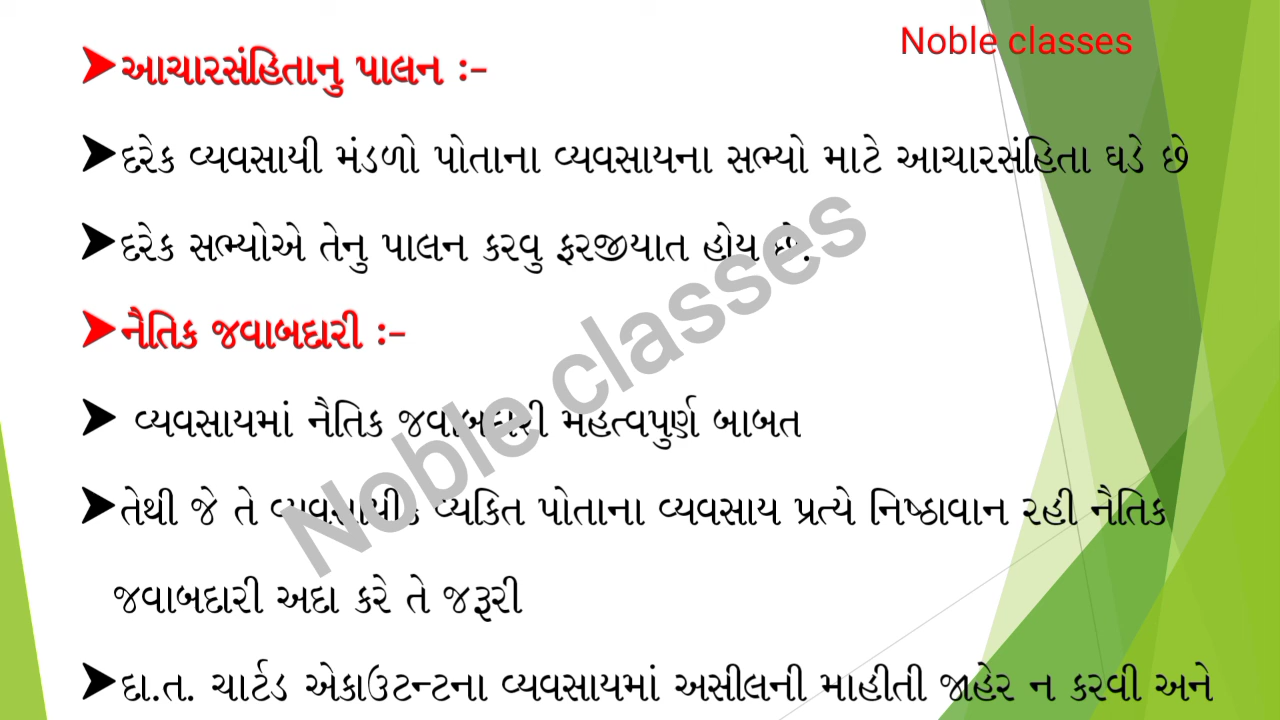 Noble classes
➤આચારસંહિતાનુ પાલન :-
➤દરેક વ્યવસાયી મંડળો પોતાના વ્યવસાયના સભ્યો માટે આચારસંહિતા ઘડે છે
➤દરેક સભ્યોએ તેનુ પાલન કરવુ ફરજીયાત હોય છે.
➤નૈતિક જવાબદારી :-
➤ વ્યવસાયમાં નૈતિક જવાબદારી મહત્વપુર્ણ બાબત
➤તેથી જે તે વ્યવસાયીક વ્યકિત પોતાના વ્યવસાય પ્રત્યે નિષ્ઠાવાન રહી નૈતિક
જવાબદારી અદા કરે તે જરૂરી
➤દા.ત. ચાર્ટડ એકાઉટન્ટના વ્યવસાયમાં અસીલની માહીતી જાહેર ન કરવી અને
Noble classes